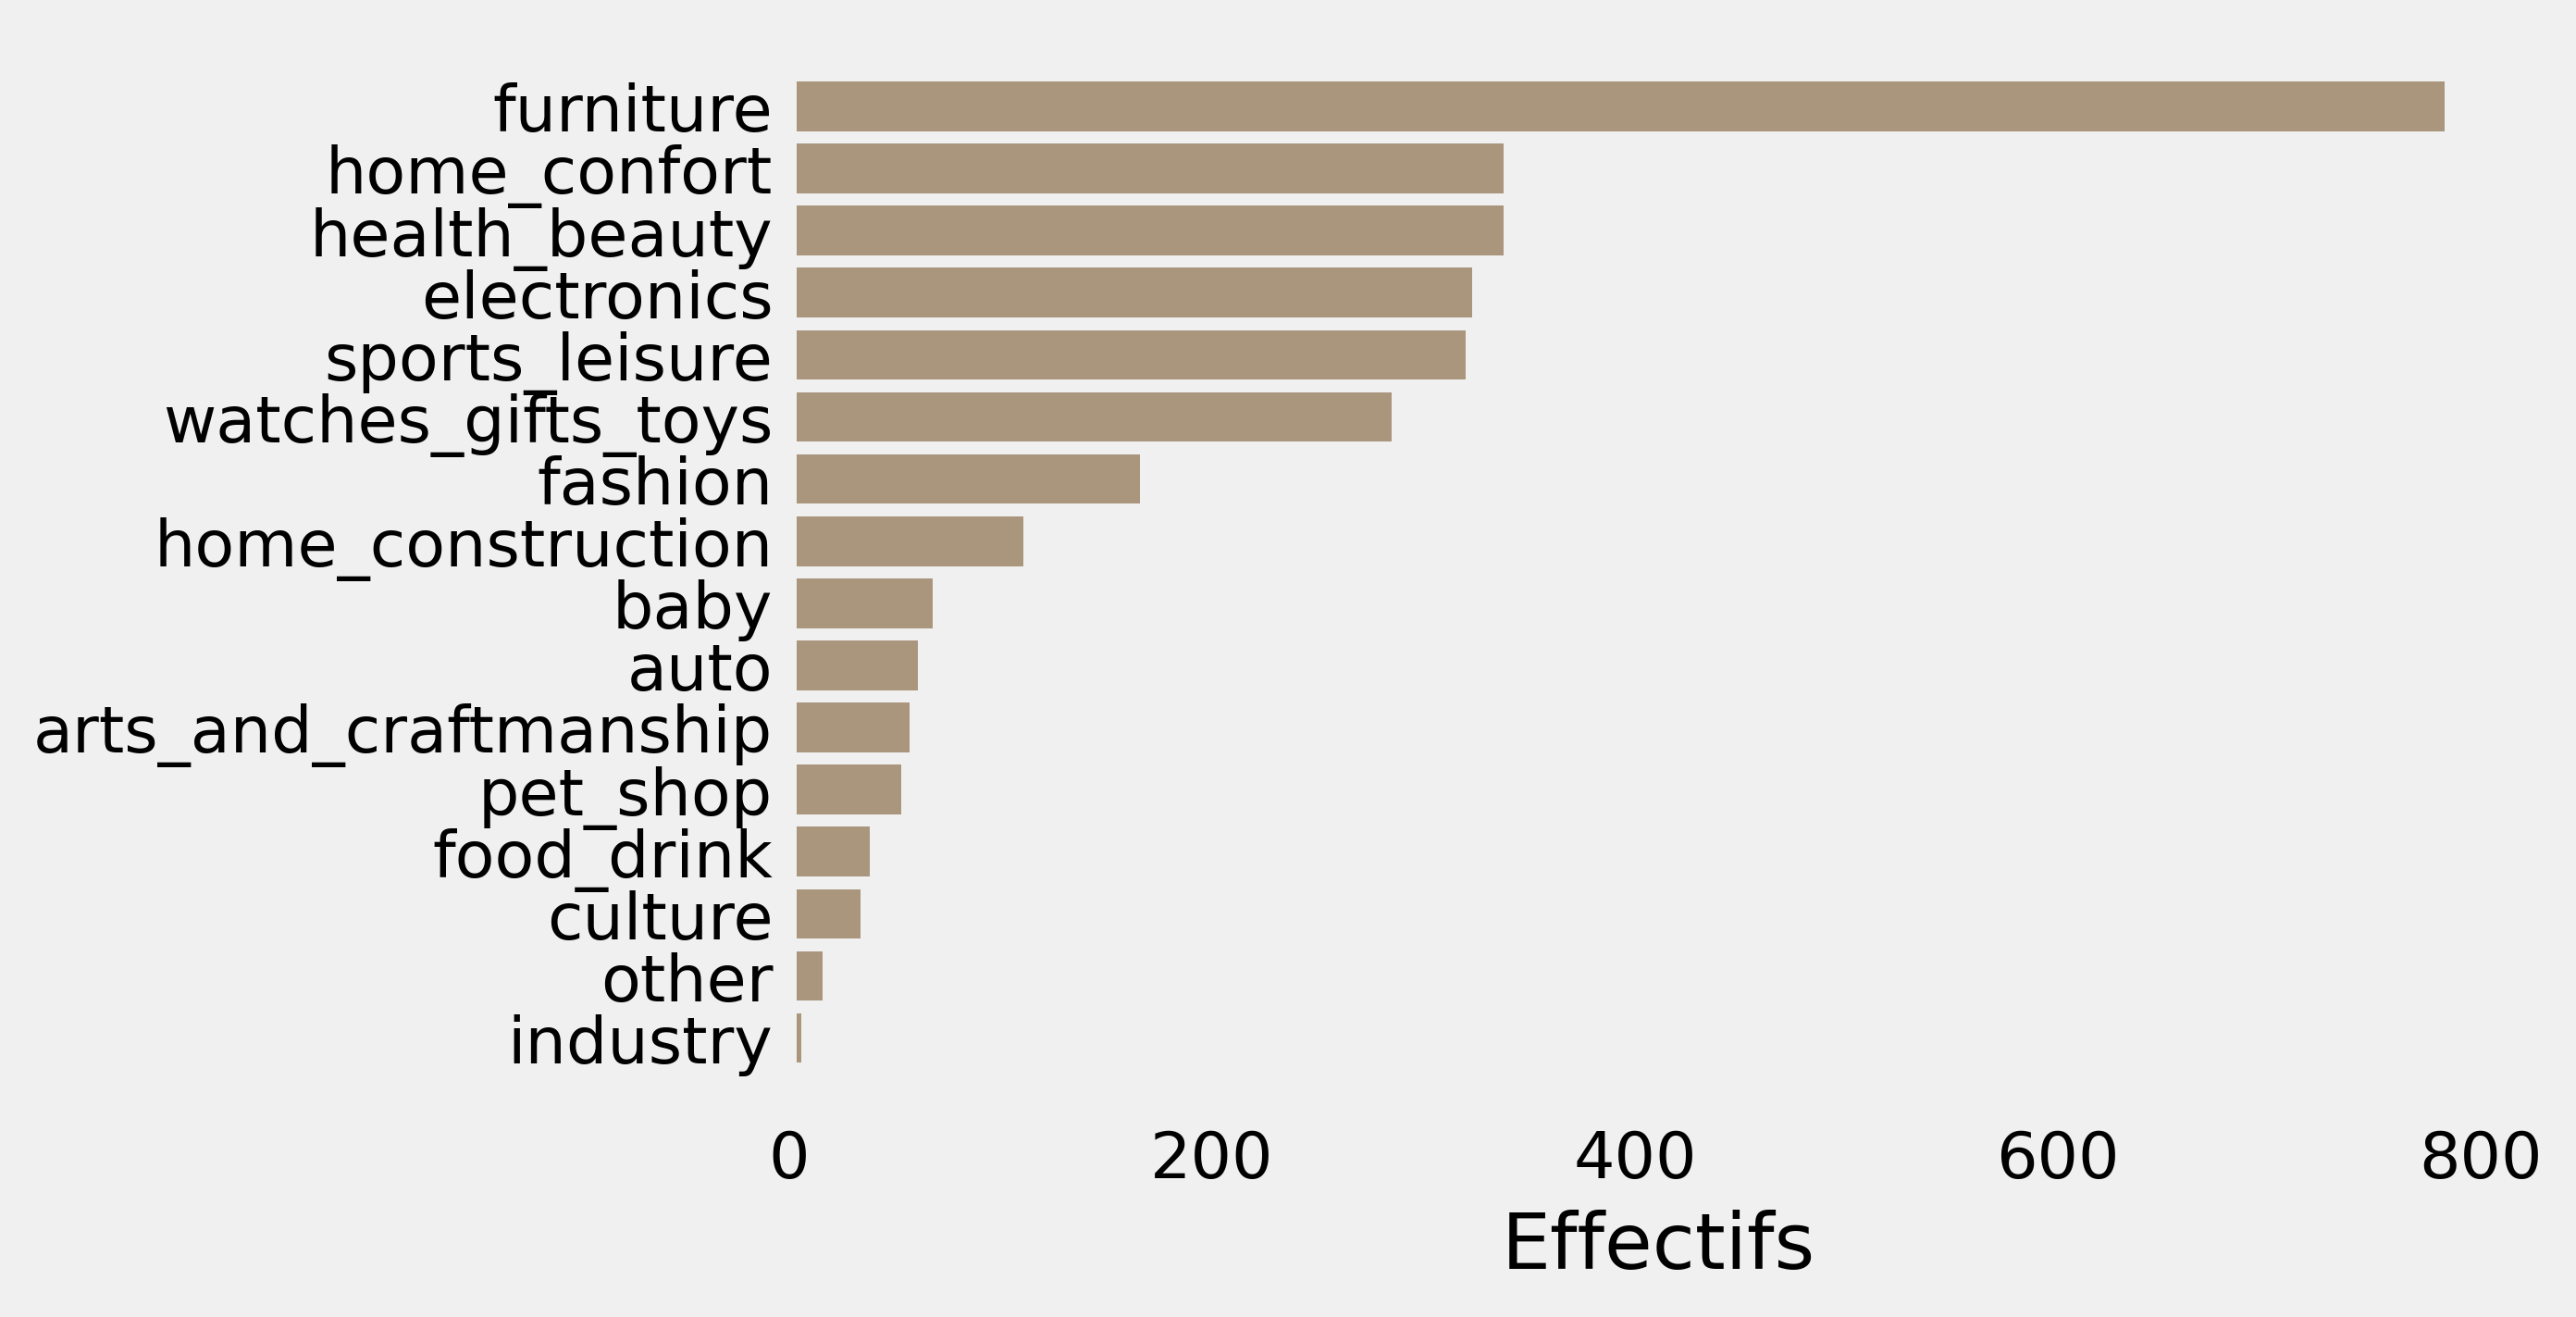 furniture
home_confort
health_beauty
electronics
sports_leisure
watches_gifts_toys
fashion
home_construction
baby
auto
arts_and_craftmanship
pet_shop
food_drink
culture
other
industry
0 200 400 600 800
Effectifs